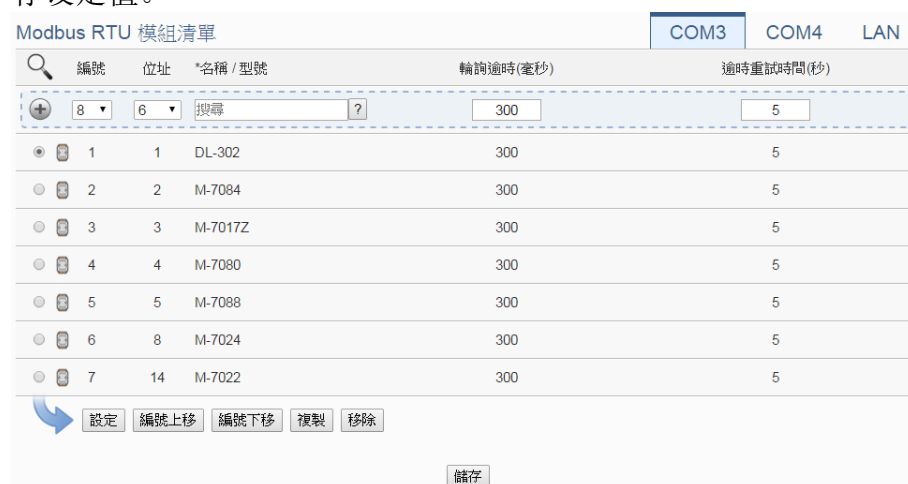 存設定值。
Modbus RTU 模組清單 COM3 COM4 LAN
編號 位址 *名稱 / 型號 輪詢逾時(毫秒) 逾時重試時間(秒)
8 6 搜尋 ? 300 5
1 1 DL-302 300 5
2 2 M-7084 300 5
3 3 M-7017Z 300 5
4 4 M-7080 300 5
5 5 M-7088 300 5
6 8 M-7024 300 5
7 14 M-7022 300 5
設定 編號上移 編號下移 複製 移除
儲存